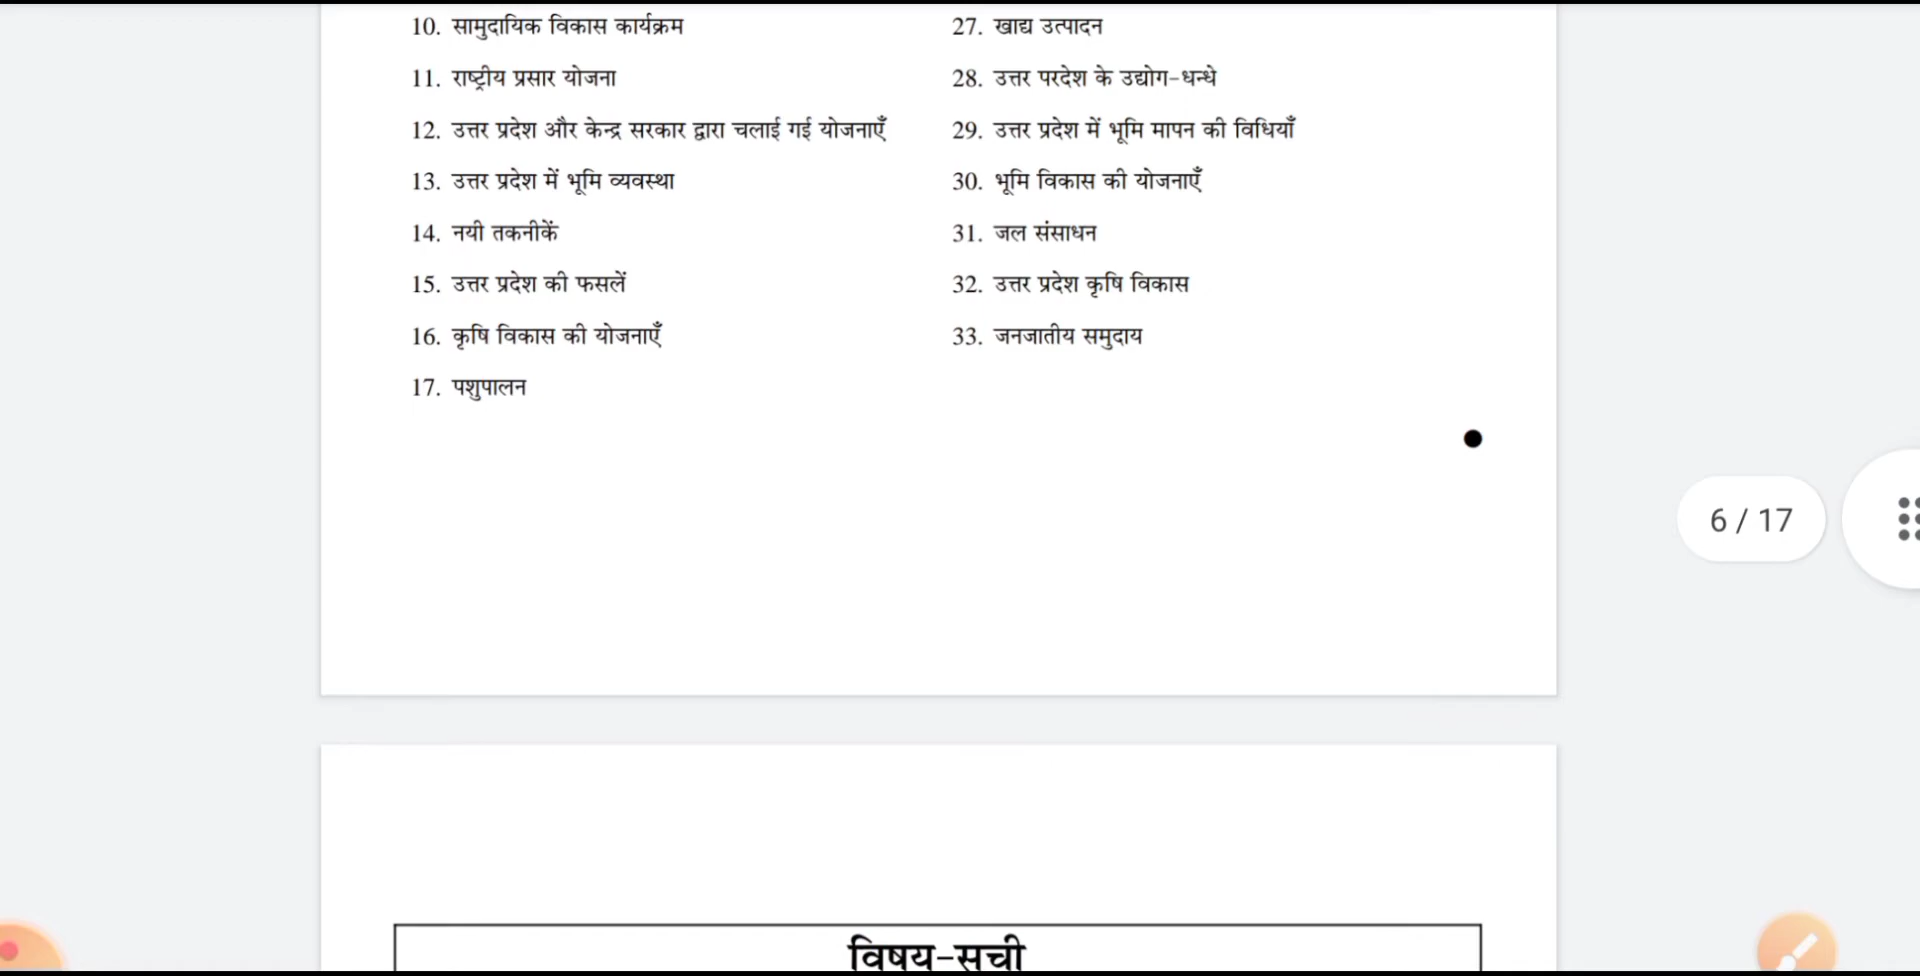 10. सामुदायिक विकास कार्यक्रम
11. राष्ट्रीय प्रसार योजना
12. उत्तर प्रदेश और केन्द्र सरकार द्वारा चलाई गई योजनाएँ
13. उत्तर प्रदेश में भूमि व्यवस्था
14. नयी तकनीकें
15. उत्तर प्रदेश की फसलें
16. कृषि विकास की योजनाएँ
17. पशुपालन
27. खाद्य उत्पादन
28. उत्तर परदेश के उद्योग-धन्धे
29. उत्तर प्रदेश में भूमि मापन की विधियाँ
30. भूमि विकास की योजनाएँ
31. जल संसाधन
32. उत्तर प्रदेश कृषि विकास
33. जनजातीय समुदाय
6 / 17
विषय-सूची